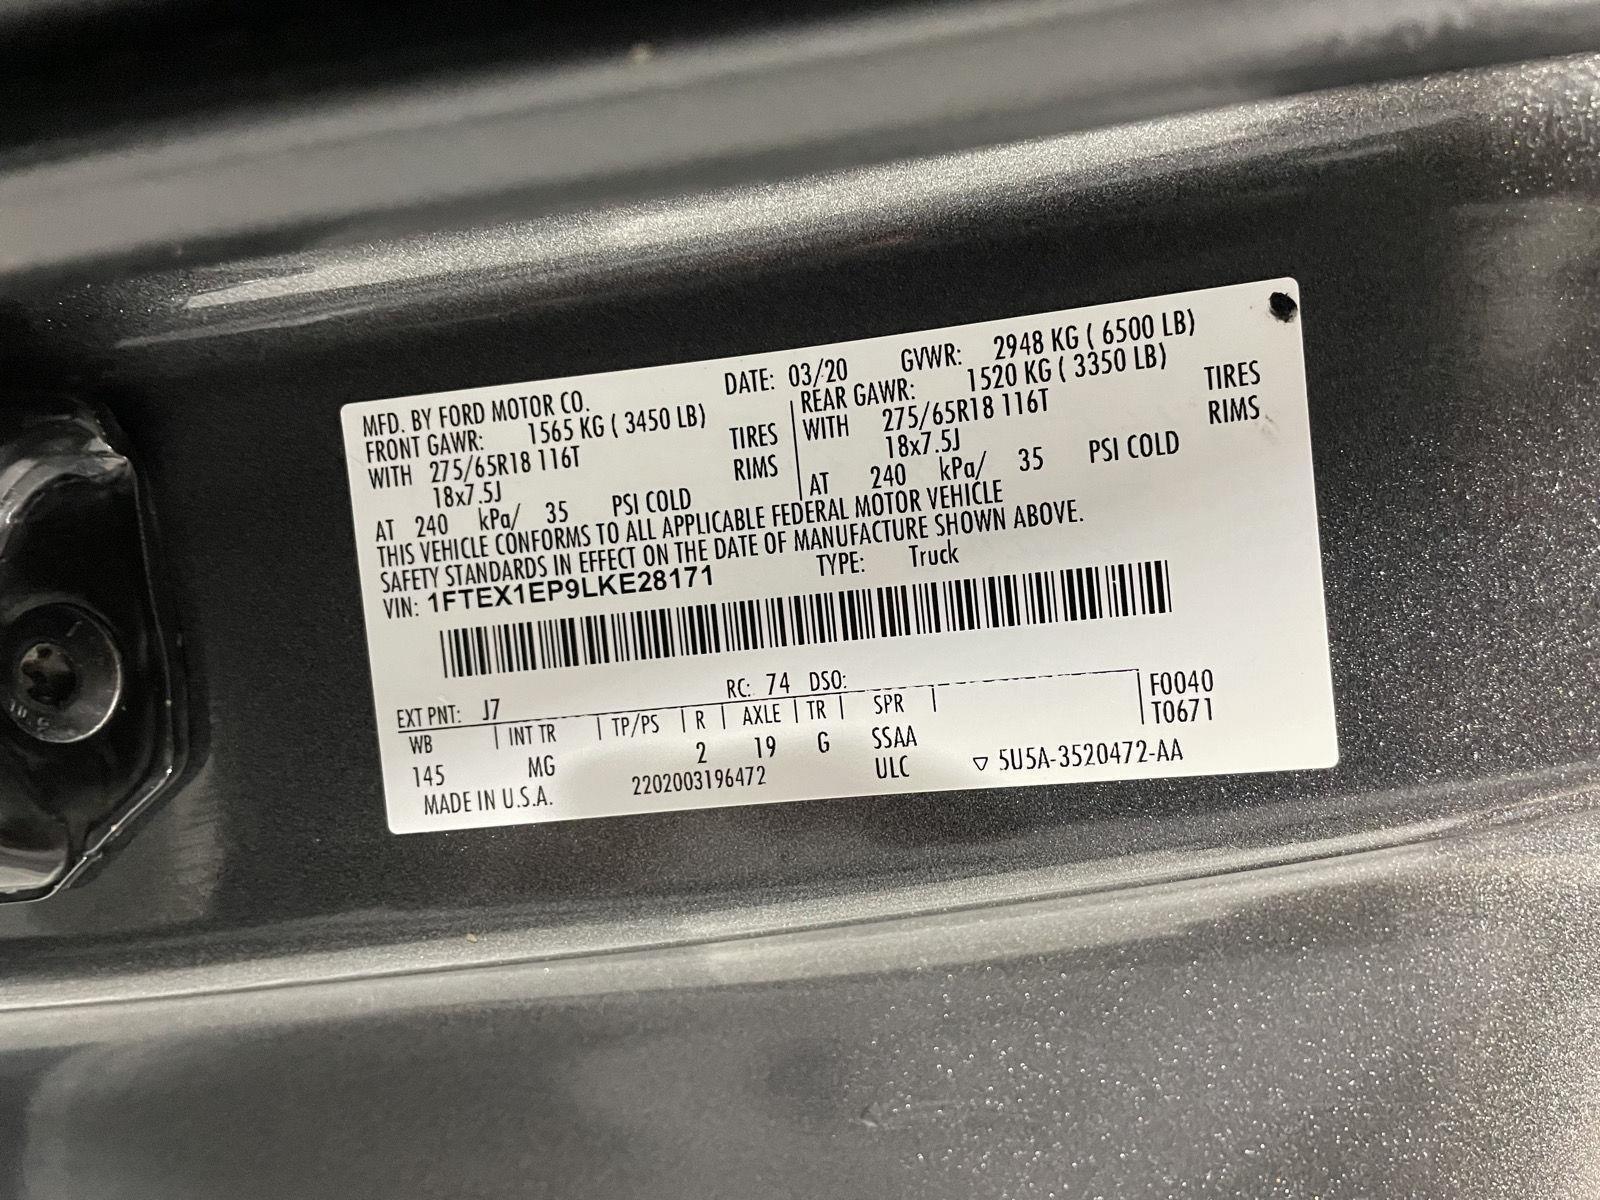 MFD. BY FORD MOTOR CO. DATE: 03/20 GVWR: 2948 KG ( 6500 LB)
FRONT GAWR: 1565 KG ( 3450 LB) REAR GAWR: 1520 KG ( 3350 LB)
WITH 275/65R18 116T TIRES WITH 275/65R18 116T TIRES
18x7.5J RIMS 18x7.5J RIMS
AT 240 kPa/ 35 PSI COLD AT 240 kPa/ 35 PSI COLD
THIS VEHICLE CONFORMS TO ALL APPLICABLE FEDERAL MOTOR VEHICLE
SAFETY STANDARDS IN EFFECT ON THE DATE OF MANUFACTURE SHOWN ABOVE.
VIN: 1FTEX1EP9LKE28171 TYPE: Truck
EXT PNT: J7 RC: 74 DSO: F0040
WB | INT TR | TP/PS | R | AXLE | TR | SPR | T0671
145 MG 2 19 G SSAA
MADE IN U.S.A. 2202003196472 ULC ▽ 5U5A-3520472-AA